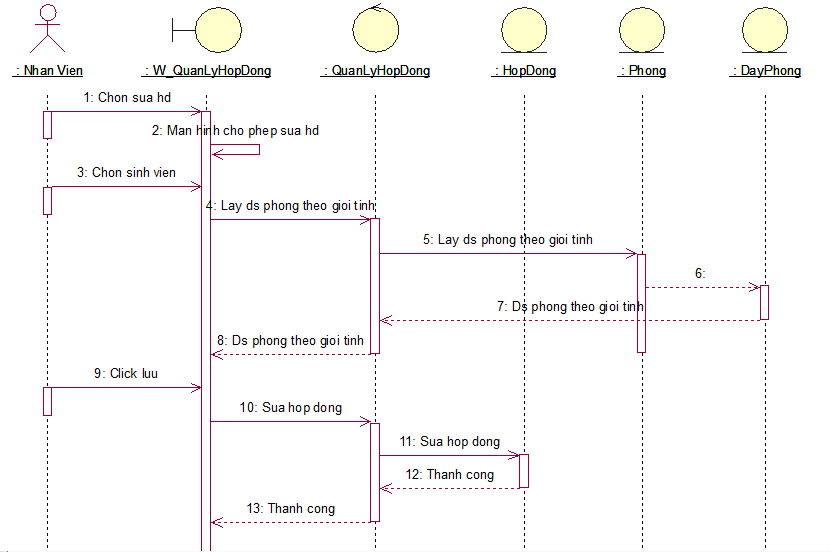 : Nhan Vien
: W_QuanLyHopDong
: QuanLyHopDong
: HopDong
: Phong
: DayPhong
1: Chon sua hd
2: Man hinh cho phep sua hd
3: Chon sinh vien
4: Lay ds phong theo gioi tinh
5: Lay ds phong theo gioi tinh
6:
7: Ds phong theo gioi tinh
8: Ds phong theo gioi tinh
9: Click luu
10: Sua hop dong
11: Sua hop dong
12: Thanh cong
13: Thanh cong